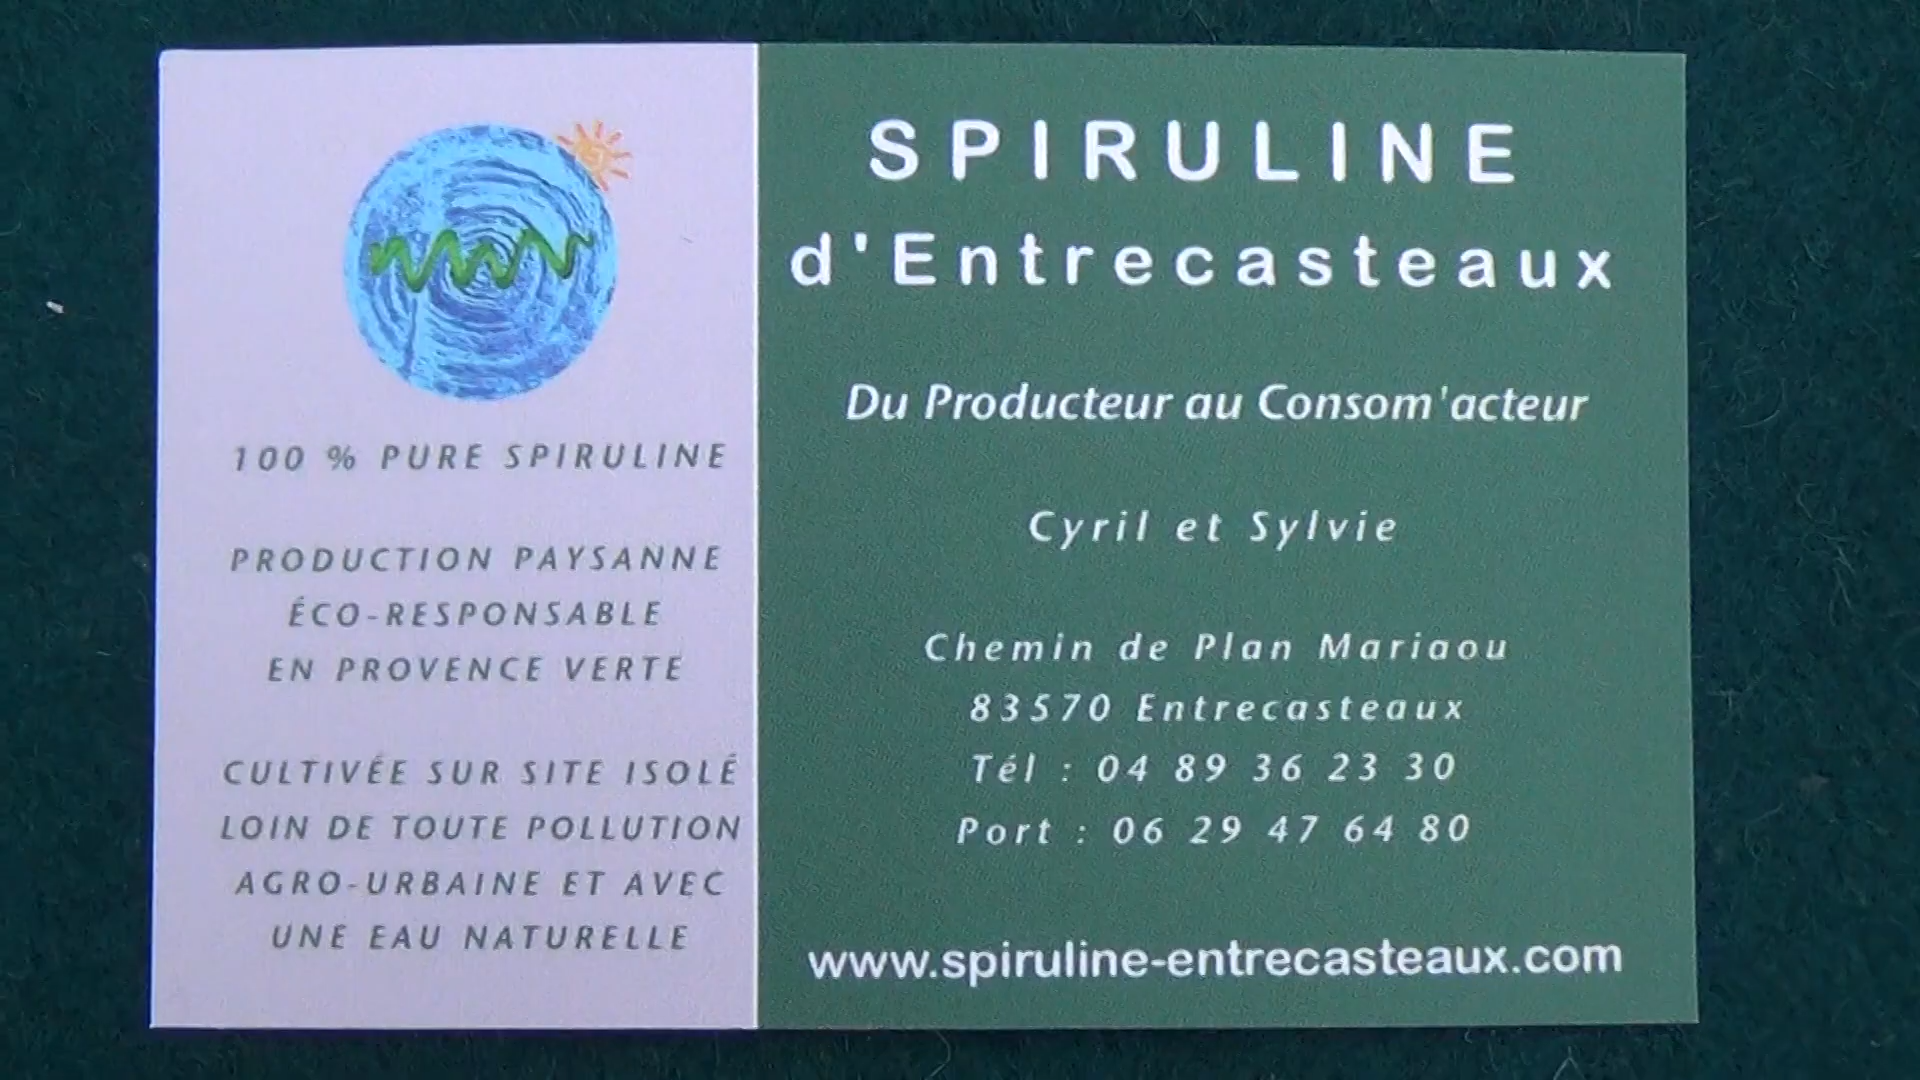 100 % PURE SPIRULINE
PRODUCTION PAYSANNE
ÉCO-RESPONSABLE
EN PROVENCE VERTE
CULTIVÉE SUR SITE ISOLÉ
LOIN DE TOUTE POLLUTION
AGRO-URBAINE ET AVEC
UNE EAU NATURELLE
SPIRULINE
d'Entrecasteaux
Du Producteur au Consom'acteur
Cyril et Sylvie
Chemin de Plan Mariaou
83570 Entrecasteaux
Tél : 04 89 36 23 30
Port : 06 29 47 64 80
www.spiruline-entrecasteaux.com